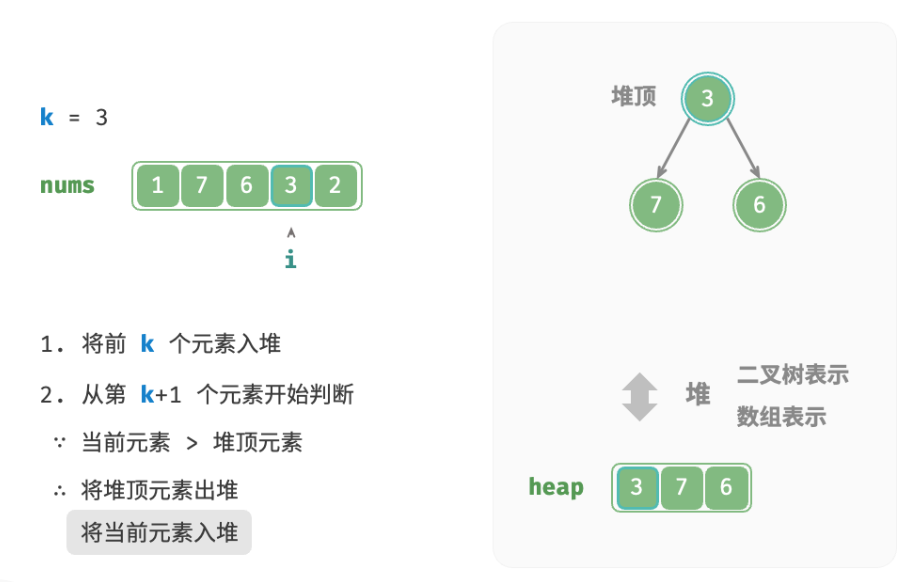 k = 3
nums 1 7 6 3 2
i
1. 将前 k 个元素入堆
2. 从第 k+1 个元素开始判断
∵ 当前元素 > 堆顶元素
∴ 将堆顶元素出堆
将当前元素入堆
堆顶 3
7 6
堆 二叉树表示
数组表示
heap 3 7 6